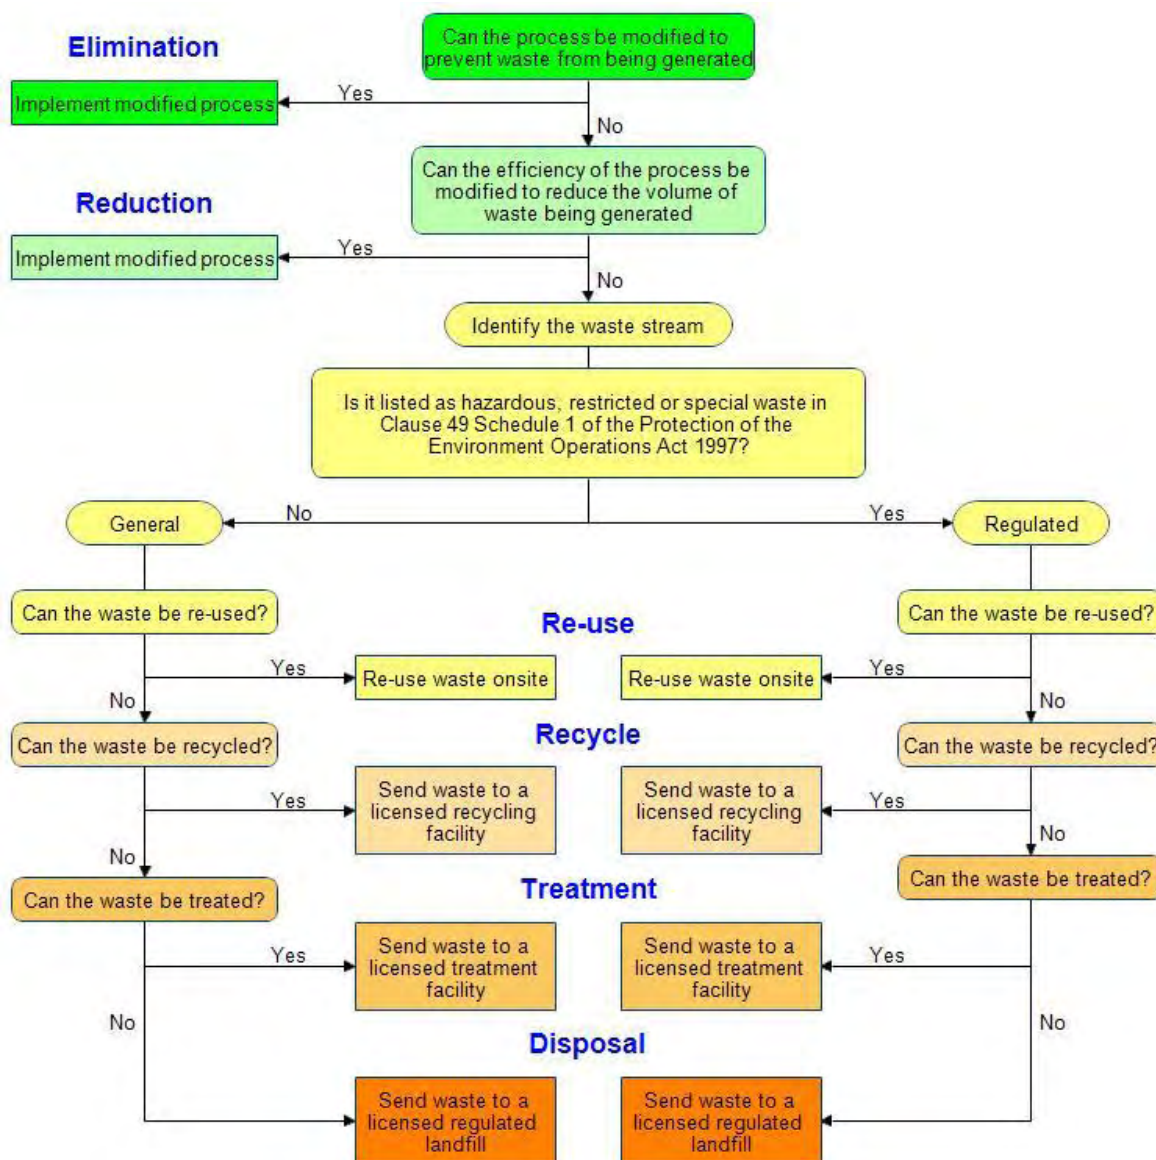 Can the process be modified to
prevent waste from being generated
Elimination
Implement modified process
Yes
No
Can the efficiency of the process be
modified to reduce the volume of
waste being generated
Reduction
Implement modified process
Yes
No
Identify the waste stream
Is it listed as hazardous, restricted or special waste in
Clause 49 Schedule 1 of the Protection of the
Environment Operations Act 1997?
General
No
Yes
Regulated
Can the waste be re-used?
Can the waste be re-used?
Re-use
Yes
Re-use waste onsite
Re-use waste onsite
Yes
No
No
Can the waste be recycled?
Recycle
Can the waste be recycled?
Yes
Send waste to a
licensed recycling
facility
Send waste to a
licensed recycling
facility
Yes
No
No
Can the waste be treated?
Treatment
Can the waste be treated?
Yes
Send waste to a
licensed treatment
facility
Send waste to a
licensed treatment
facility
Yes
No
No
Disposal
Send waste to a
licensed regulated
landfill
Send waste to a
licensed regulated
landfill